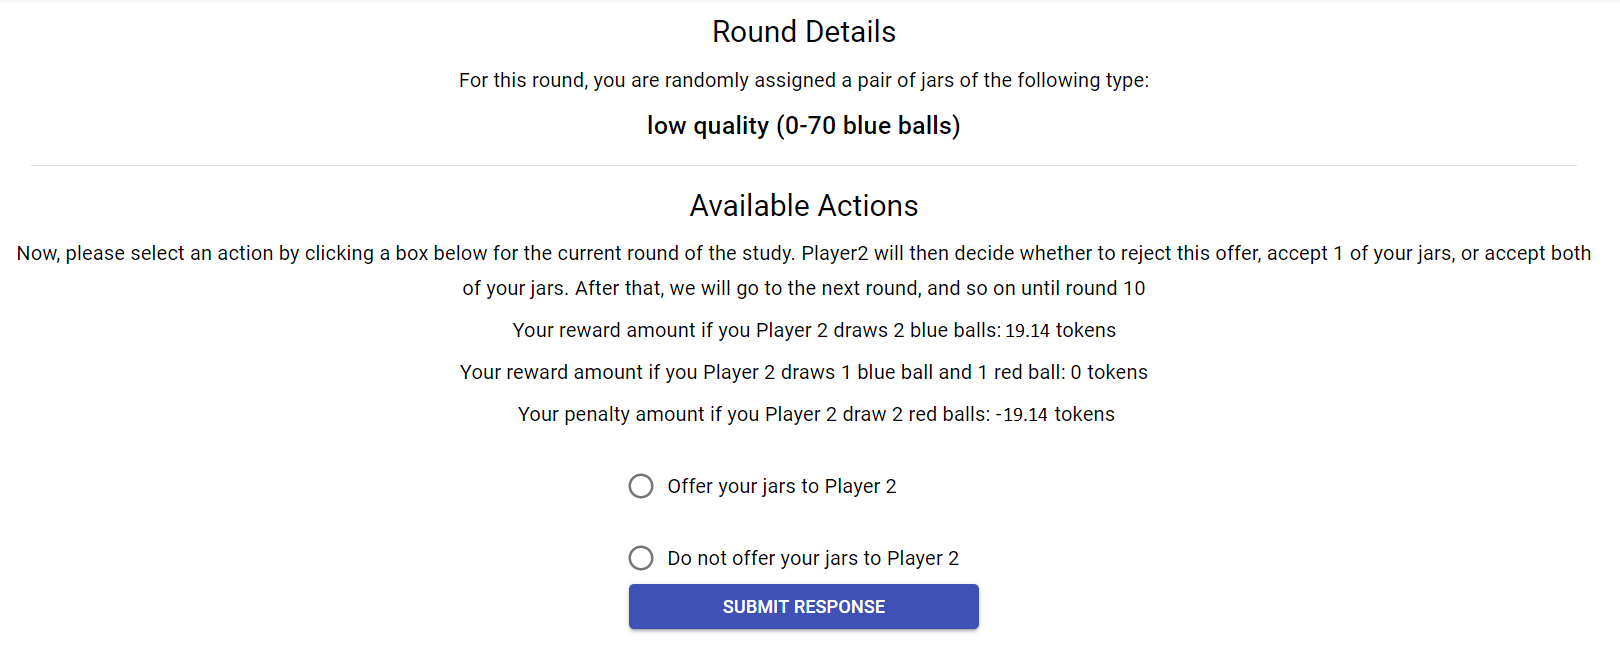 Round Details
For this round, you are randomly assigned a pair of jars of the following type:
low quality (0-70 blue balls)
Available Actions
Now, please select an action by clicking a box below for the current round of the study. Player2 will then decide whether to reject this offer, accept 1 of your jars, or accept both
of your jars. After that, we will go to the next round, and so on until round 10
Your reward amount if you Player 2 draws 2 blue balls: 19.14 tokens
Your reward amount if you Player 2 draws 1 blue ball and 1 red ball: 0 tokens
Your penalty amount if you Player 2 draw 2 red balls: -19.14 tokens
Offer your jars to Player 2
Do not offer your jars to Player 2
SUBMIT RESPONSE